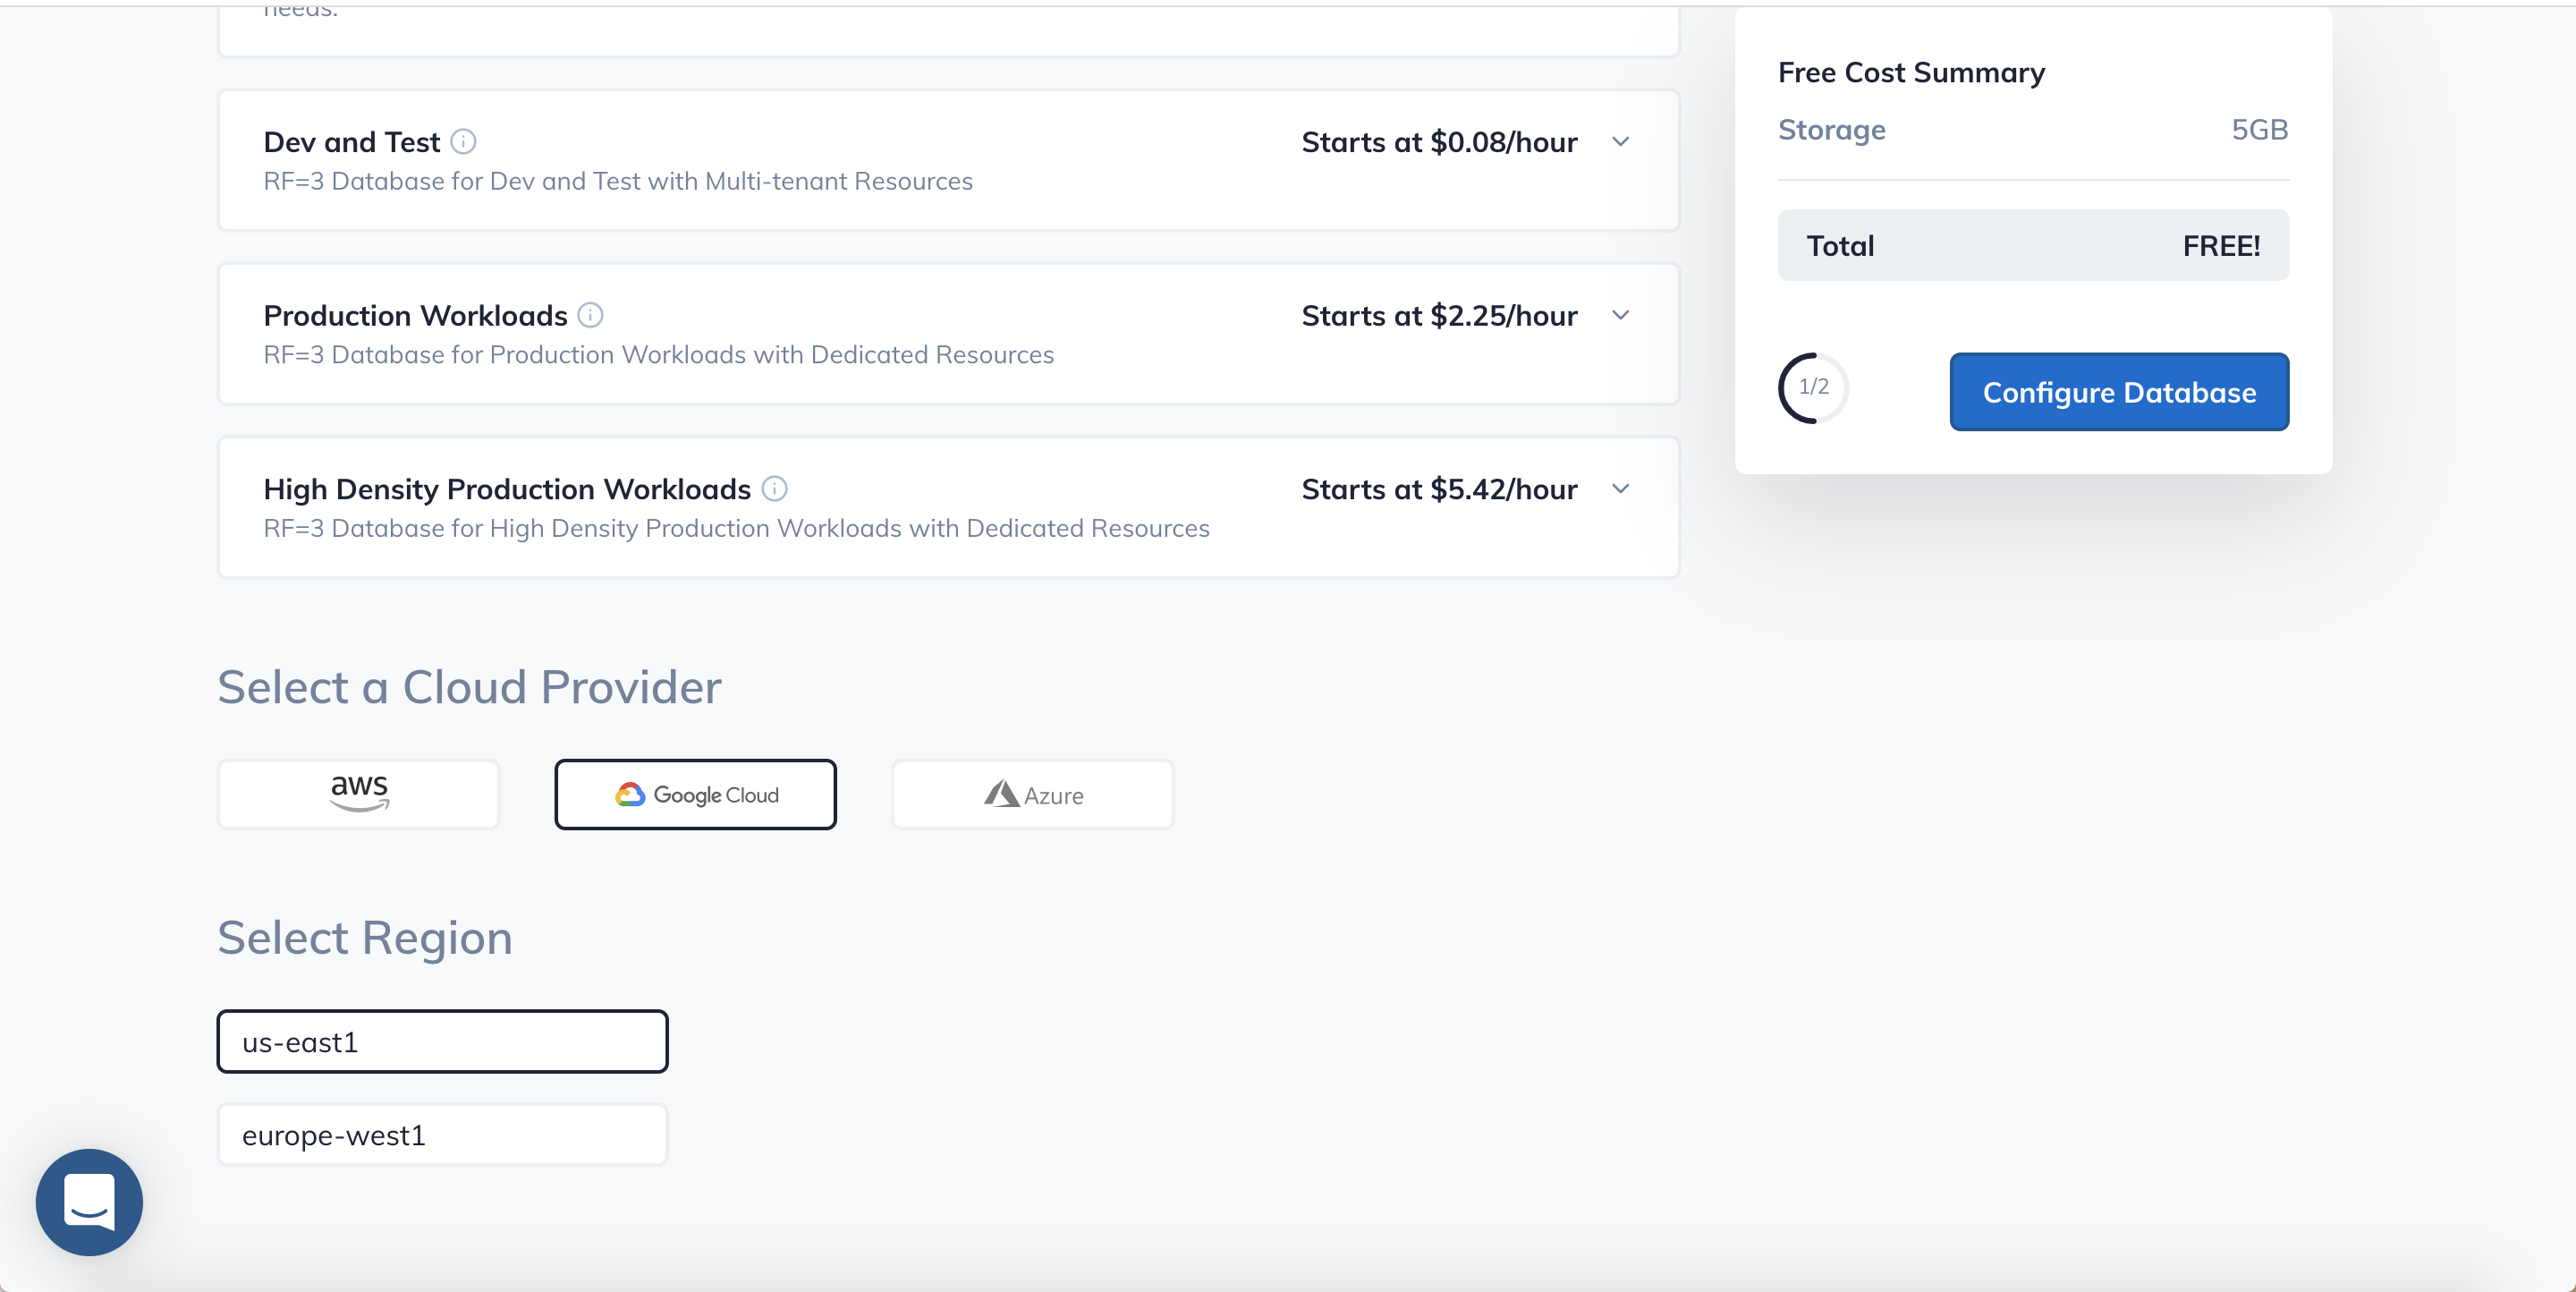 needs.
Dev and Test
Starts at $0.08/hour
RF=3 Database for Dev and Test with Multi-tenant Resources
Production Workloads
Starts at $2.25/hour
RF=3 Database for Production Workloads with Dedicated Resources
High Density Production Workloads
Starts at $5.42/hour
RF=3 Database for High Density Production Workloads with Dedicated Resources
Free Cost Summary
Storage 5GB
Total FREE!
1/2
Configure Database
Select a Cloud Provider
aws
Google Cloud
Azure
Select Region
us-east1
europe-west1